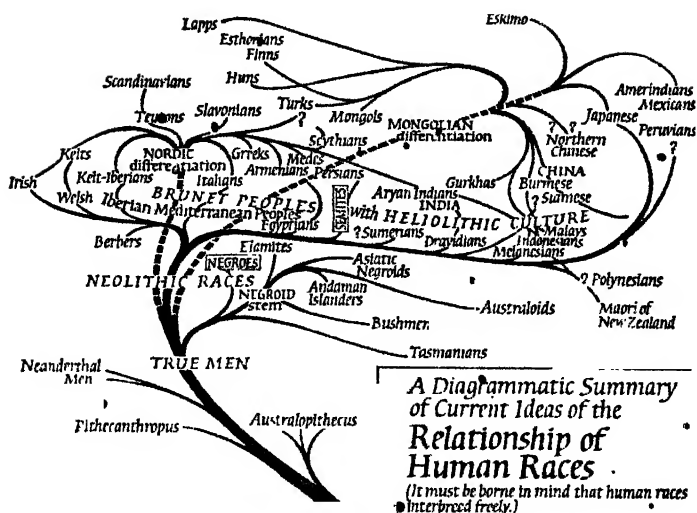 Lapps
Eskimo
Esthonians
Finns
Huns
Scandinarians
Teutons
Slavonians
Turks
?
Mongols
Amerindians
Mexicans
Japanese
Peruvians
?
MONGOLIAN
differentiation
Scythians
? ?
Northern
Chinese
Kelts
NORDIC
differentiation
Greeks
Medes
Persians
Armenians
Irish
Kelt-Iberians
Italians
Welsh
BRUNET PEOPLES
Iberian Mediterranean Peoples
Egyptians
SEMITES
Aryan Indians
INDIA
Gurkhas
CHINA
Burmese
? Siamese
with HELIOLITHIC CULTURE
? Sumerians
Dravidians
Malays
Indonesians
Melanesians
Berbers
Elamites
NEGROES
NEOLITHIC RACES
Asiatic
Negroids
NEGROID
stem
Andaman
Islanders
? Polynesians
Australoids
Maori of
New Zealand
Bushmen
Tasmanians
TRUE MEN
Neanderthal
Men
Pithecanthropus
Australopithecus
A Diagrammatic Summary
of Current Ideas of the
Relationship of
Human Races
(It must be borne in mind that human races
interbreed freely.)